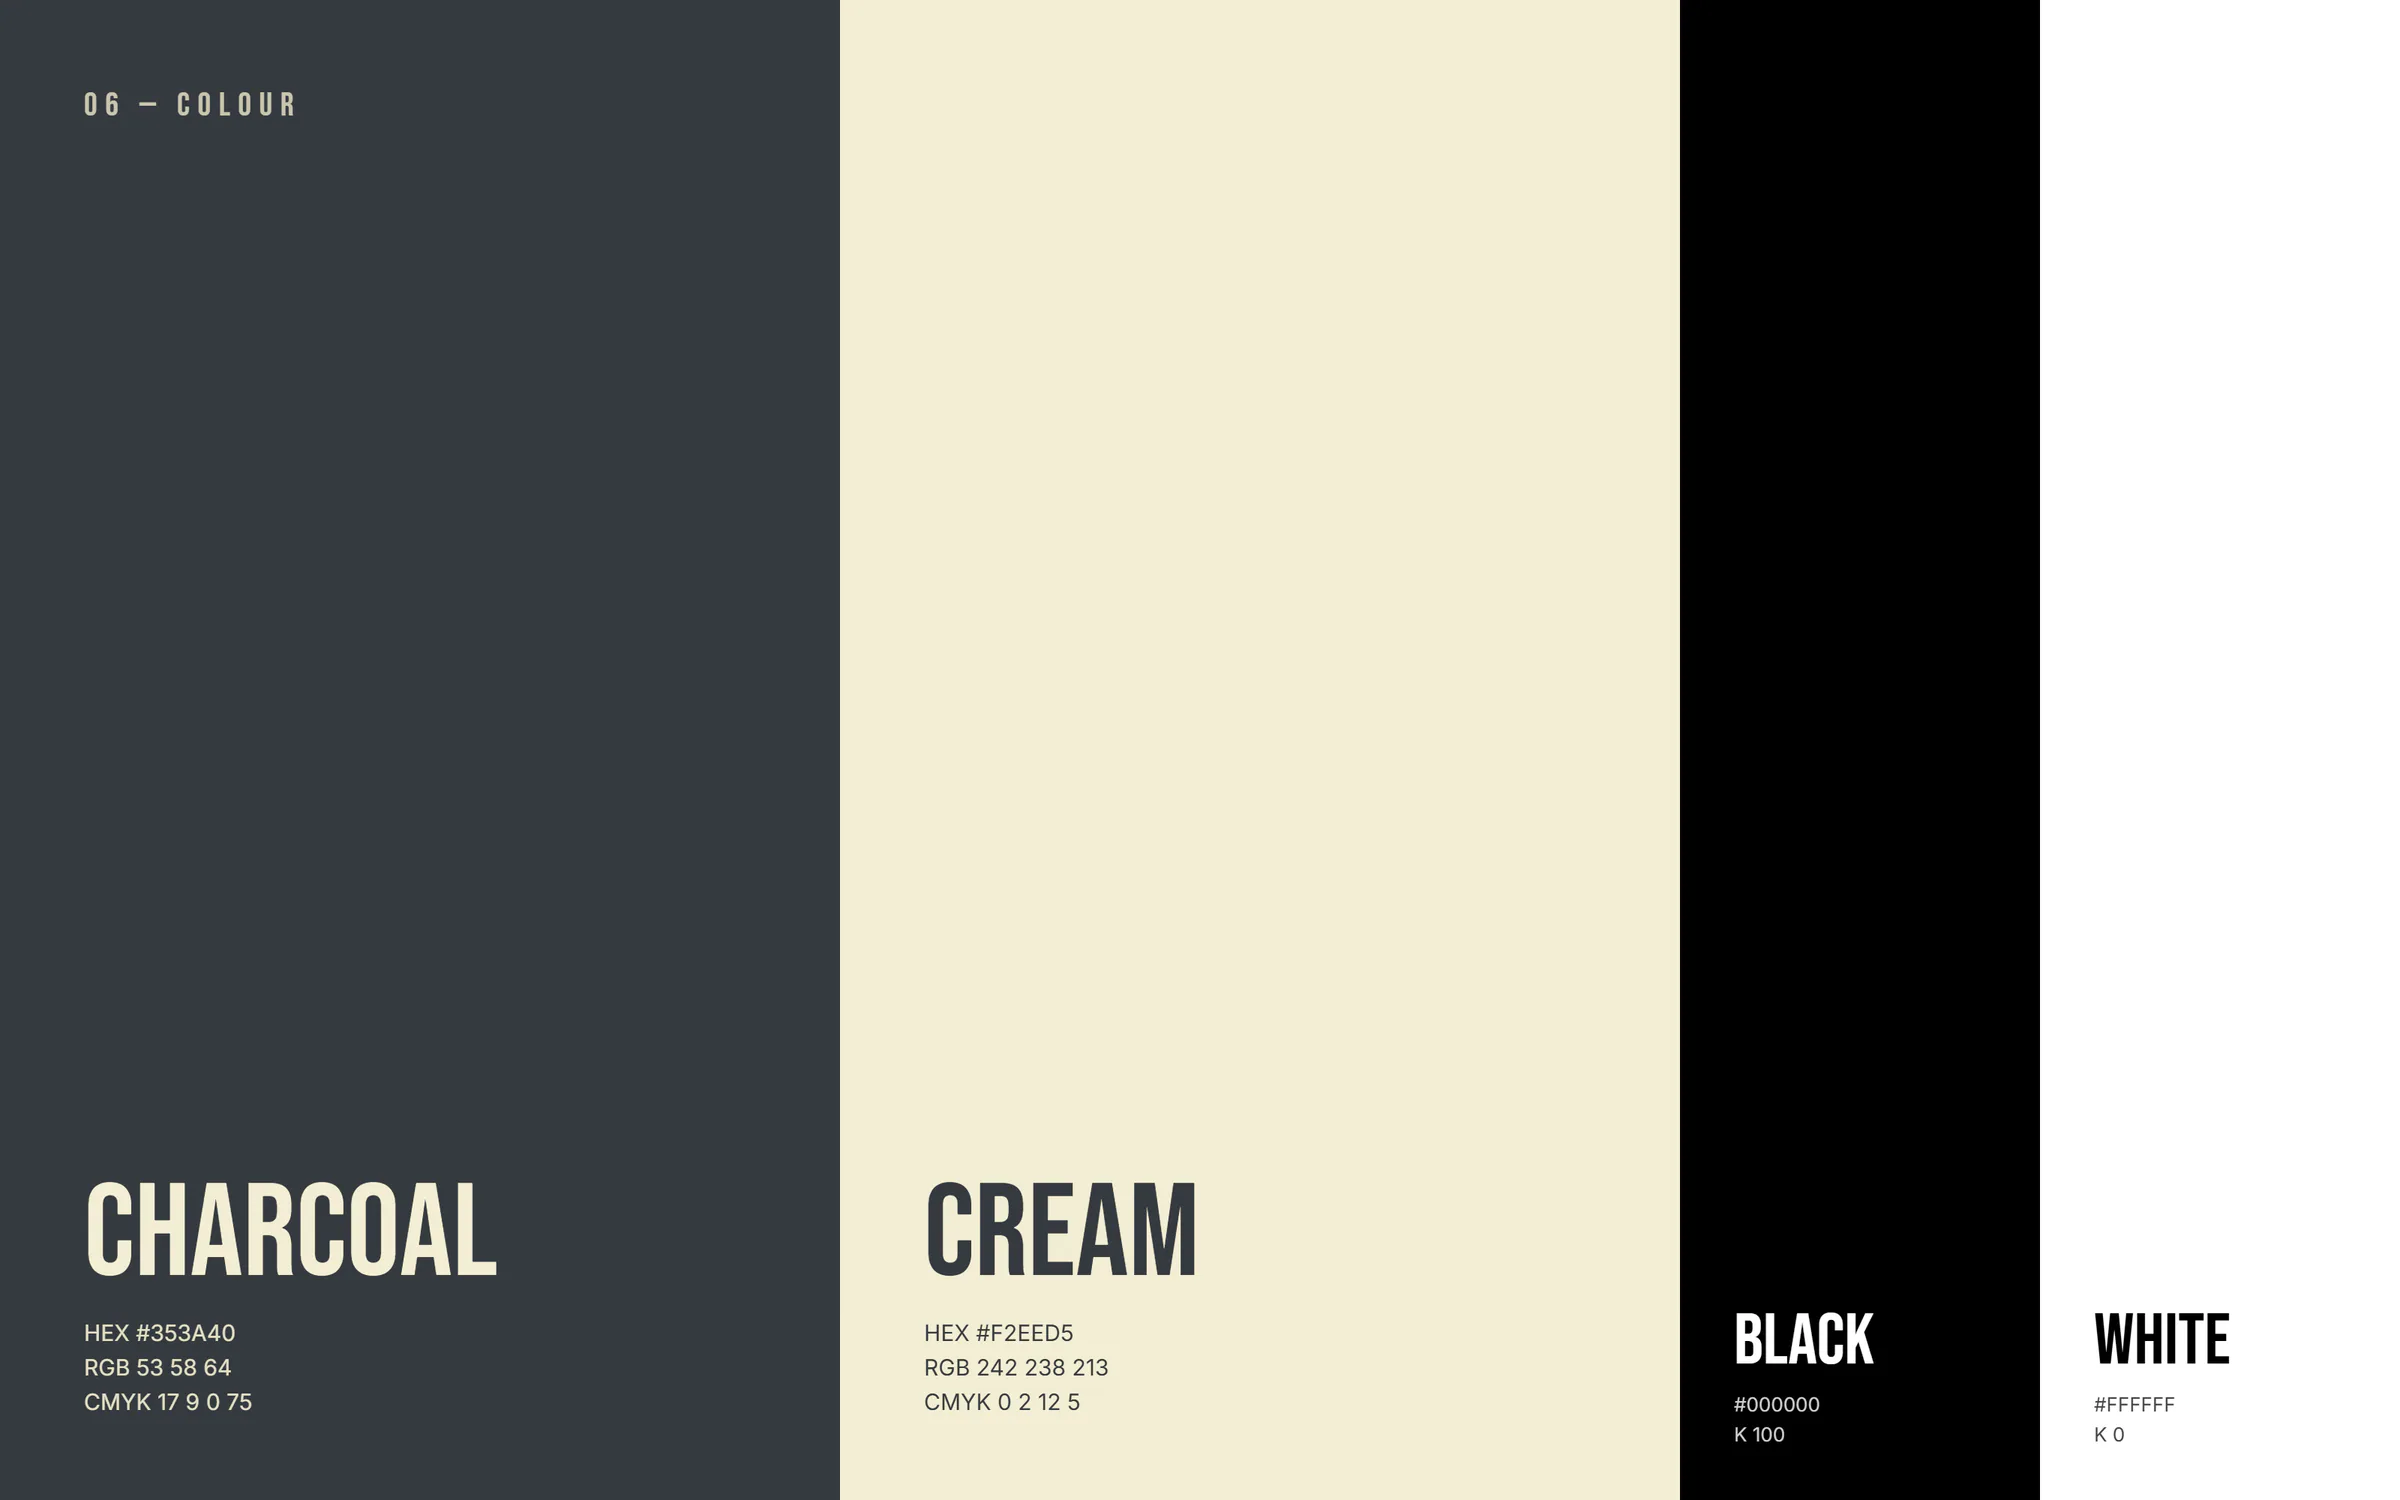 06 — COLOUR
CHARCOAL
HEX #353A40
RGB 53 58 64
CMYK 17 9 0 75
CREAM
HEX #F2EED5
RGB 242 238 213
CMYK 0 2 12 5
BLACK
#000000
K 100
WHITE
#FFFFFF
K 0